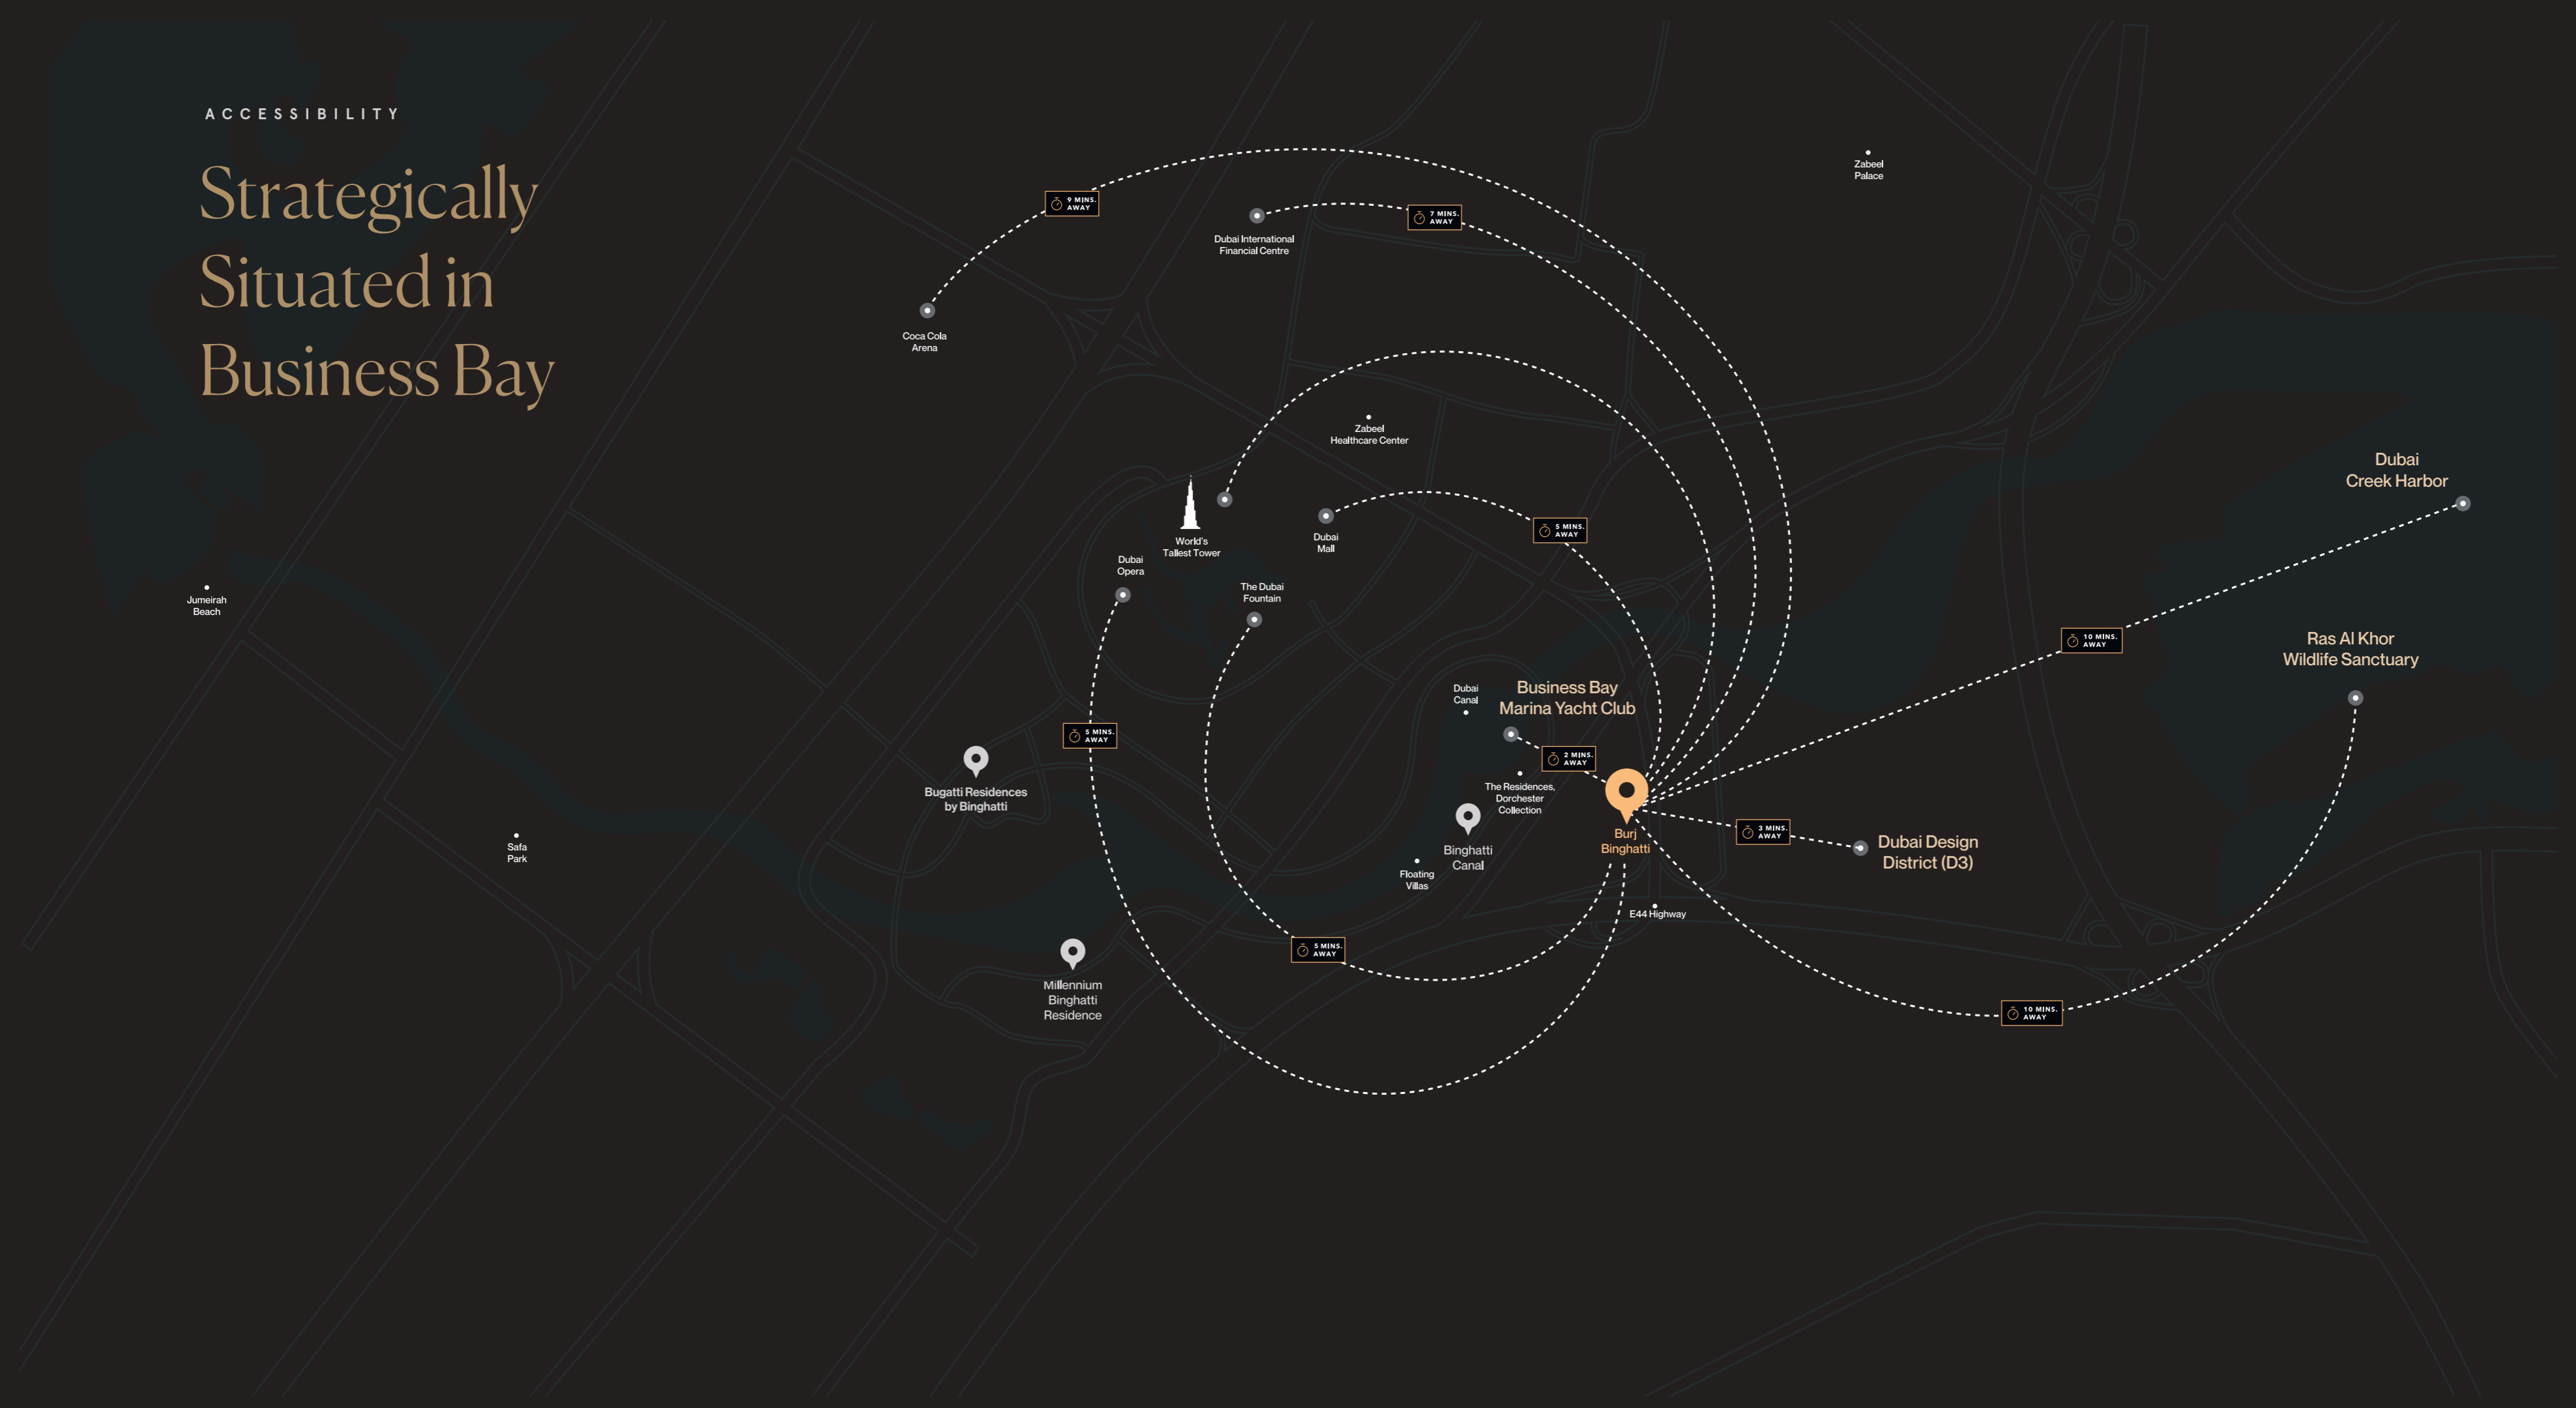 ACCESSIBILITY
Strategically
Situated in
Business Bay
Zabeel
Palace
9 MINS.
AWAY
7 MINS.
AWAY
Dubai International
Financial Centre
Coca Cola
Arena
Zabeel
Healthcare Center
Dubai
Creek Harbor
5 MINS.
AWAY
World's
Tallest Tower
Dubai
Mall
Dubai
Opera
The Dubai
Fountain
Jumeirah
Beach
10 MINS.
AWAY
Ras Al Khor
Wildlife Sanctuary
Dubai
Canal
Business Bay
Marina Yacht Club
5 MINS.
AWAY
2 MINS.
AWAY
Bugatti Residences
by Binghatti
The Residences,
Dorchester
Collection
Burj
Binghatti
3 MINS.
AWAY
Dubai Design
District (D3)
Safa
Park
Binghatti
Canal
Floating
Villas
E44 Highway
5 MINS.
AWAY
Millennium
Binghatti
Residence
10 MINS.
AWAY